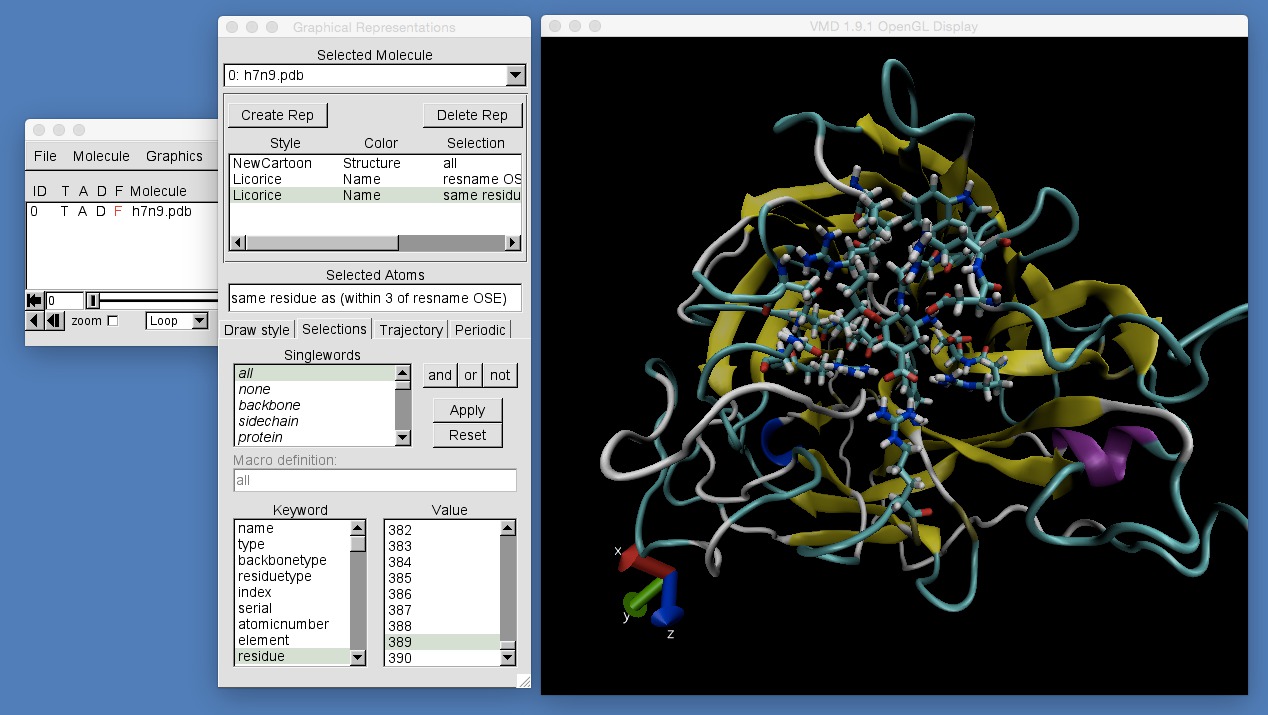 Graphical Representations
Selected Molecule
0: h7n9.pdb
Create Rep Delete Rep
Style Color Selection
NewCartoon Structure all
Licorice Name resname OS
Licorice Name same residu
Selected Atoms
same residue as (within 3 of resname OSE)
Draw style Selections Trajectory Periodic
Singlewords
all
none
backbone
sidechain
protein
and or not
Apply
Reset
Macro definition:
all
Keyword Value
name 382
type 383
backbonetype 384
residuetype 385
index 386
serial 387
atomicnumber 388
element 389
residue 390
File Molecule Graphics
ID T A D F Molecule
0 T A D F h7n9.pdb
0
zoom Loop
VMD 1.9.1 OpenGL Display
x
y
z